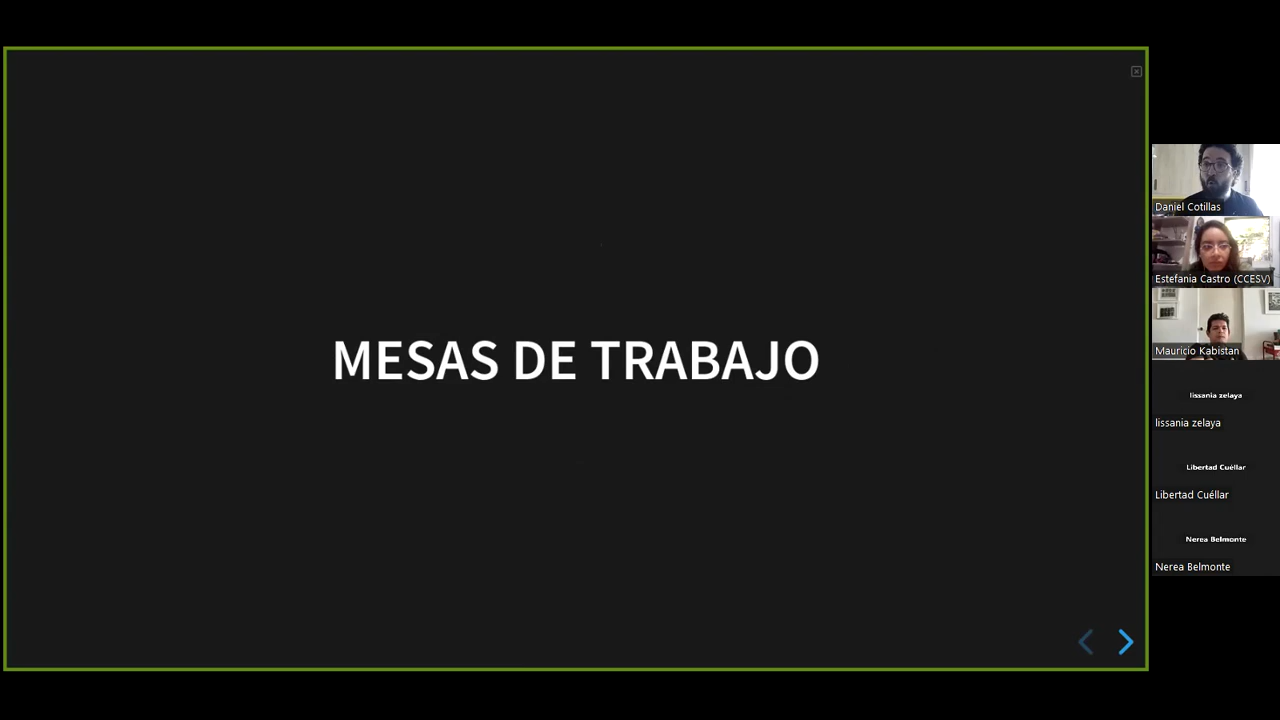 MESAS DE TRABAJO
Daniel Cotillas
Estefania Castro (CCESV)
Mauricio Kabistan
lissania zelaya
lissania zelaya
Libertad Cuéllar
Libertad Cuéllar
Nerea Belmonte
Nerea Belmonte